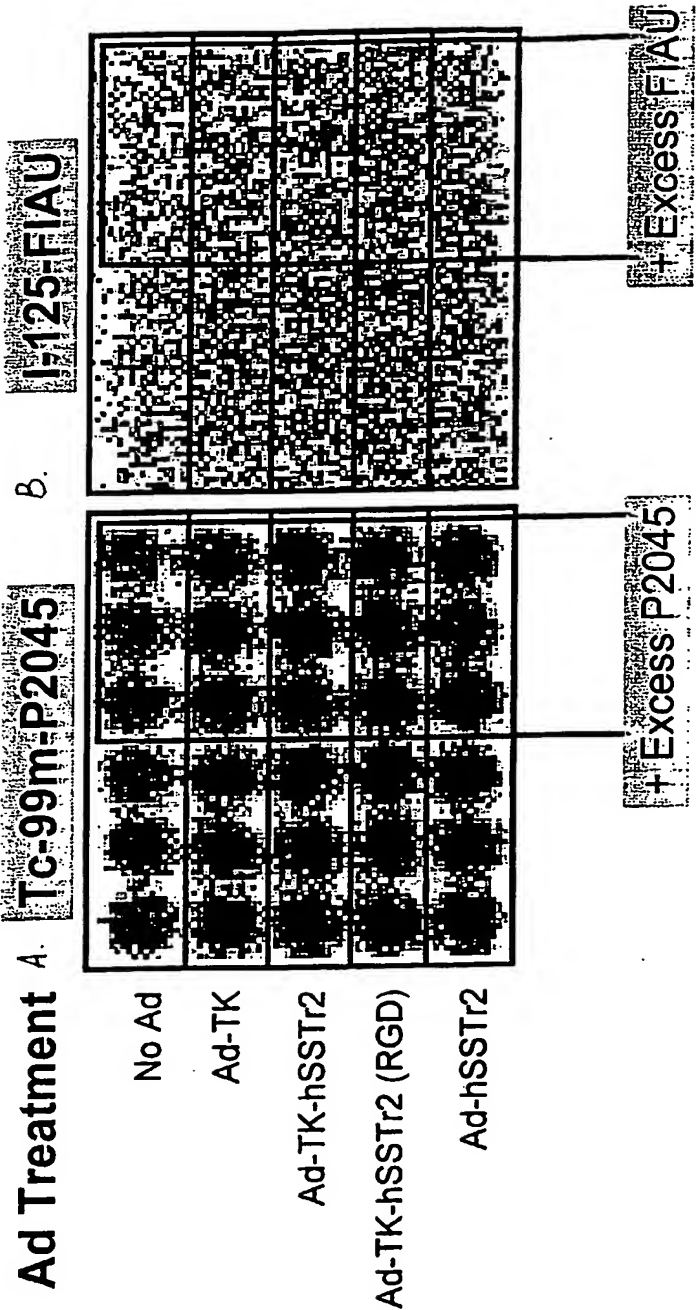 Ad Treatment
A.
Tc-99m-P2045
B.
I-125-FIAU
No Ad
Ad-TK
Ad-TK-hSSTr2
Ad-TK-hSSTr2 (RGD)
Ad-hSSTr2
+ Excess P2045
+ Excess FIAU